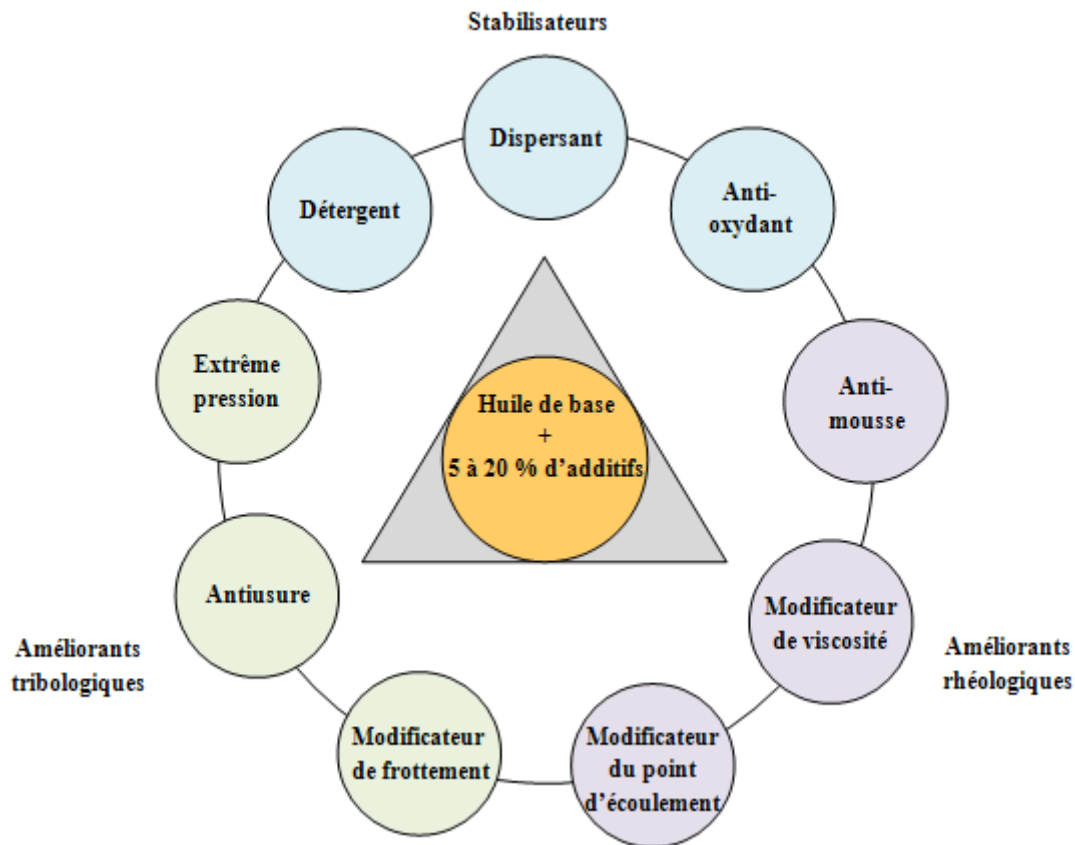 Stabilisateurs
Dispersant
Détergent
Anti-
oxydant
Extrême
pression
Anti-
mousse
Huile de base
+
5 à 20 % d’additifs
Antiusure
Modificateur
de viscosité
Améliorants
tribologiques
Améliorants
rhéologiques
Modificateur
de frottement
Modificateur
du point
d’écoulement